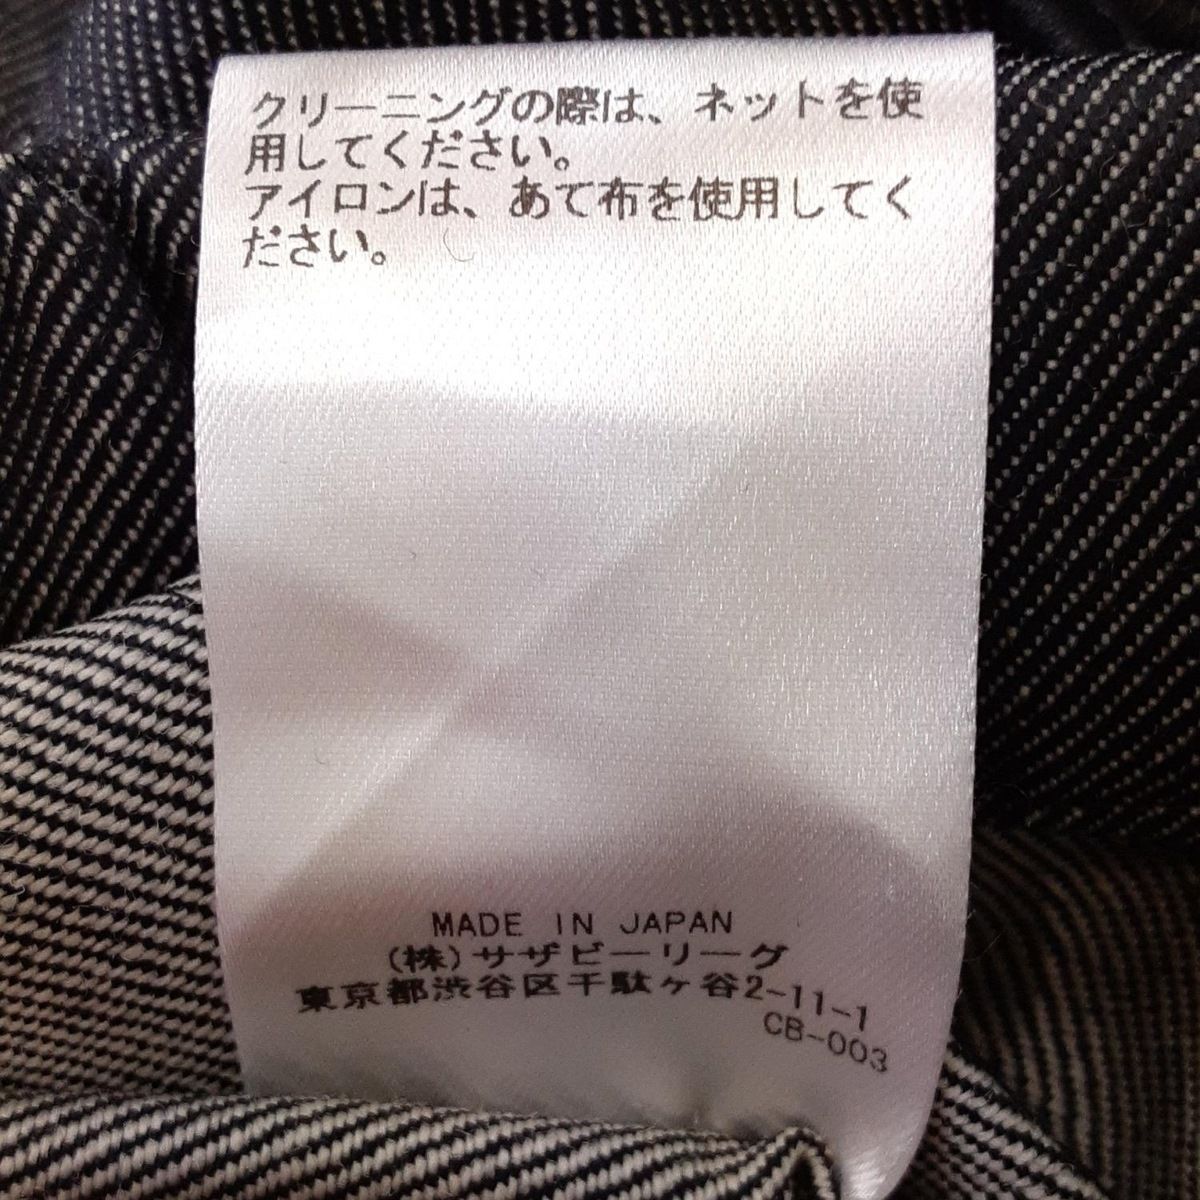 クリーニングの際は、ネットを使
用してください。
アイロンは、あて布を使用してく
ださい。
MADE IN JAPAN
(株)サザビーリーグ
東京都渋谷区千駄ヶ谷2-11-1
CB-003